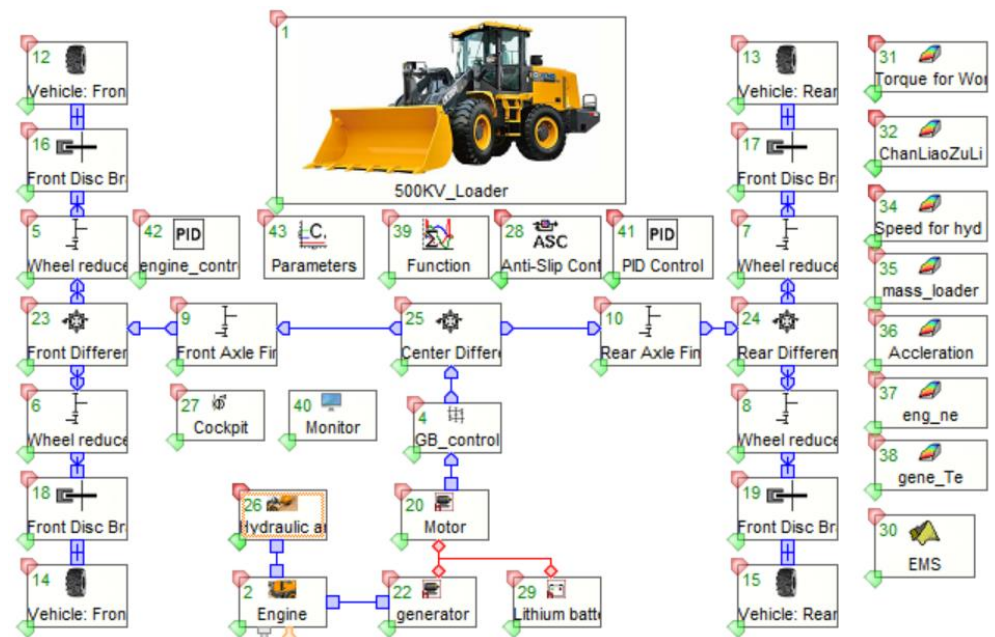 1
500KV_Loader
12
Vehicle: Fron
13
Vehicle: Rear
31
Torque for Wor
16
Front Disc Br
17
Front Disc Br
32
ChanLiaoZuLi
5
Wheel reduce
42
PID
engine_contr
43
C.
Parameters
39
Function
28
ASC
Anti-Slip Cont
41
PID
PID Control
7
Wheel reduce
34
Speed for hyd
35
mass_loader
23
Front Differen
9
Front Axle Fin
25
Center Differe
10
Rear Axle Fin
24
Rear Differen
36
Accleration
6
Wheel reduce
27
Cockpit
40
Monitor
4
GB_control
8
Wheel reduce
37
eng_ne
38
gene_Te
18
Front Disc Br
26
Hydraulic a
20
Motor
19
Front Disc Br
30
EMS
14
Vehicle: Fron
2
Engine
22
generator
29
Lithium batte
15
Vehicle: Rear